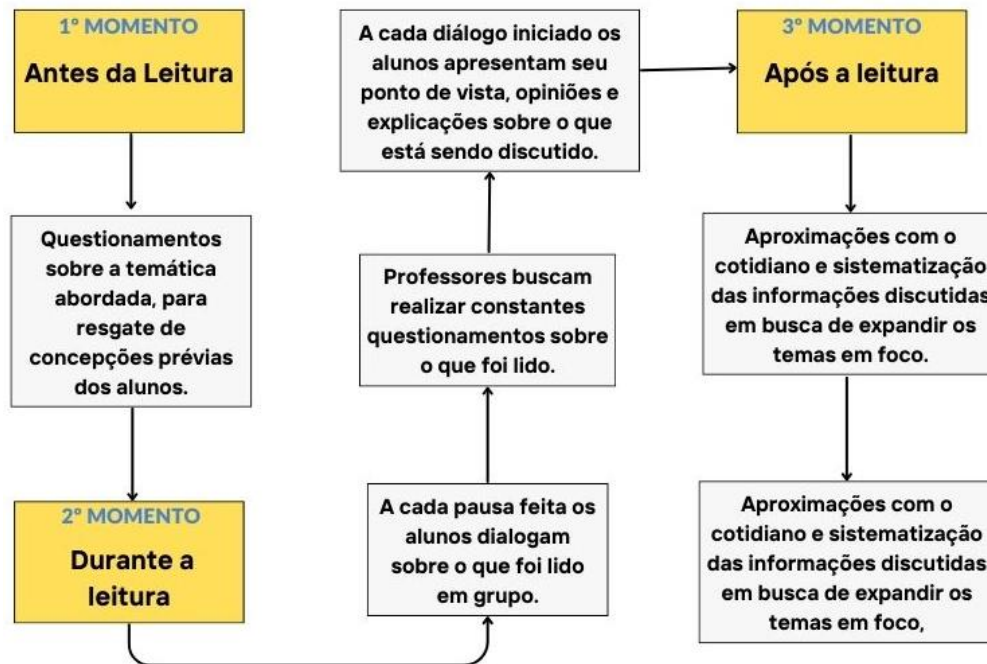 1º MOMENTO
Antes da Leitura
Questionamentos
sobre a temática
abordada, para
resgate de
concepções prévias
dos alunos.
2º MOMENTO
Durante a
leitura
A cada pausa feita os
alunos dialogam
sobre o que foi lido
em grupo.
Professores buscam
realizar constantes
questionamentos sobre
o que foi lido.
A cada diálogo iniciado os
alunos apresentam seu
ponto de vista, opiniões e
explicações sobre o que
está sendo discutido.
3º MOMENTO
Após a leitura
Aproximações com o
cotidiano e sistematização
das informações discutidas
em busca de expandir os
temas em foco.
Aproximações com o
cotidiano e sistematização
das informações discutidas
em busca de expandir os
temas em foco,